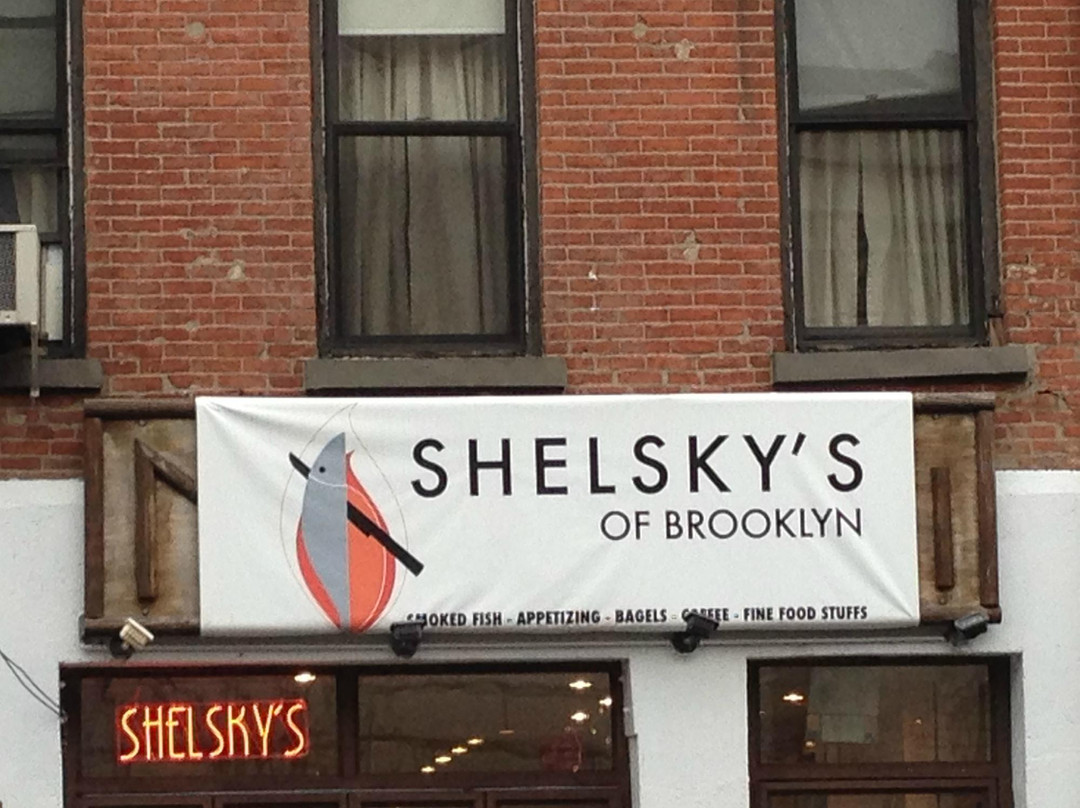 SHELSKY'S
OF BROOKLYN
SMOKED FISH - APPETIZING - BAGELS - COFFEE - FINE FOOD STUFFS
SHELSKY'S